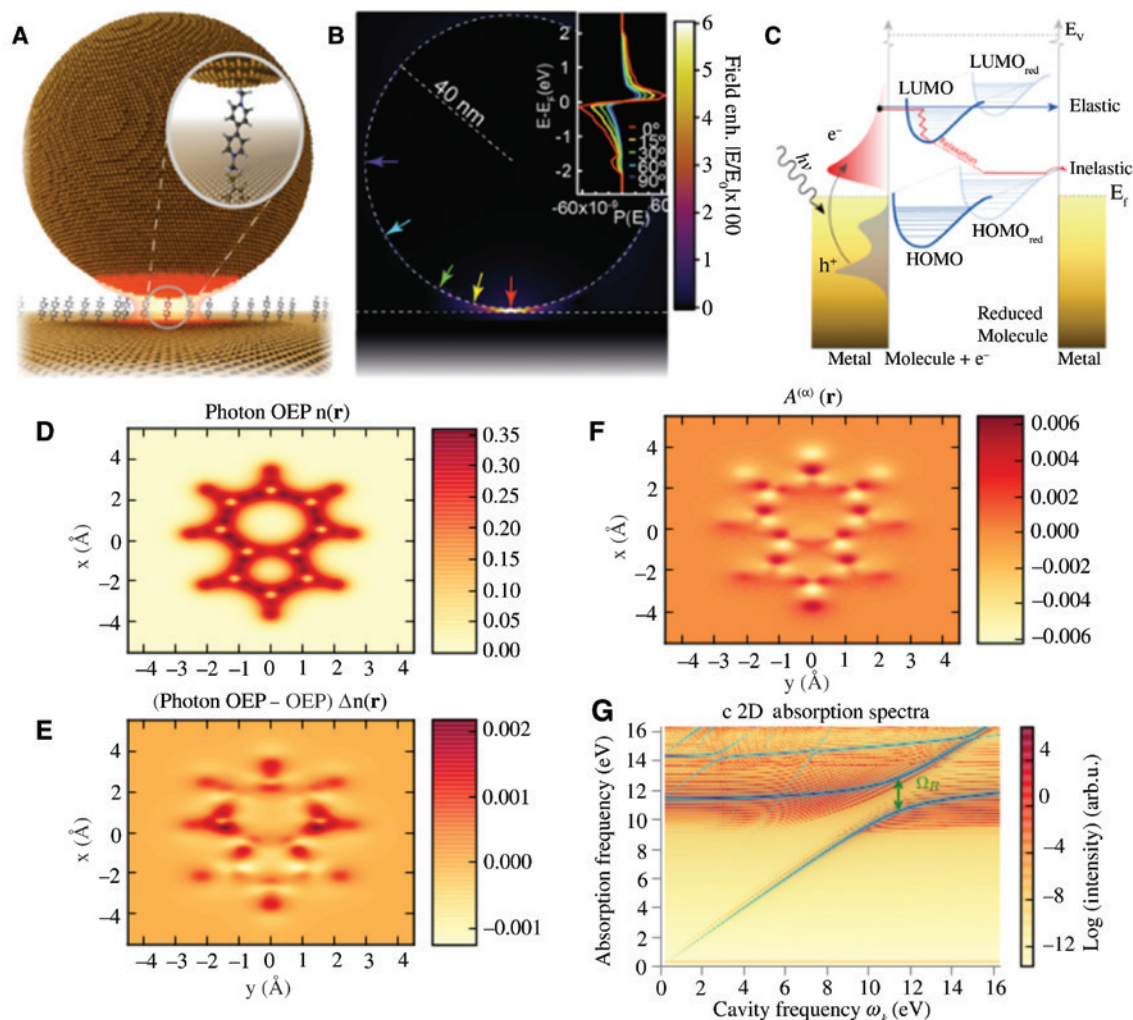 A
B
40 nm
E-E_F(eV)
2
1
0
-1
-2
0°
15°
30°
60°
90°
-60x10⁻⁹
60
P(E)
6
5
4
3
2
1
0
Field enh. |E/E₀|x100
C
E_v
LUMO
LUMO_red
Elastic
e⁻
hν
Relaxation
Inelastic
E_f
HOMO_red
HOMO
h⁺
Reduced
Molecule
Metal
Molecule + e⁻
Metal
D
Photon OEP n(r)
4
2
0
−2
−4
x (Å)
−4 −3 −2 −1 0 1 2 3 4
0.35
0.30
0.25
0.20
0.15
0.10
0.05
0.00
E
(Photon OEP – OEP) Δn(r)
4
2
0
−2
−4
x (Å)
−4 −3 −2 −1 0 1 2 3 4
y (Å)
0.002
0.001
0.000
−0.001
F
A^(α) (r)
4
2
0
−2
−4
x (Å)
−4 −3 −2 −1 0 1 2 3 4
y (Å)
0.006
0.004
0.002
0.000
−0.002
−0.004
−0.006
G
c 2D absorption spectra
16
14
12
10
8
6
4
2
0
Absorption frequency (eV)
Ω_R
0 2 4 6 8 10 12 14 16
Cavity frequency ω_k (eV)
4
0
−4
−8
−12
Log (intensity) (arb.u.)